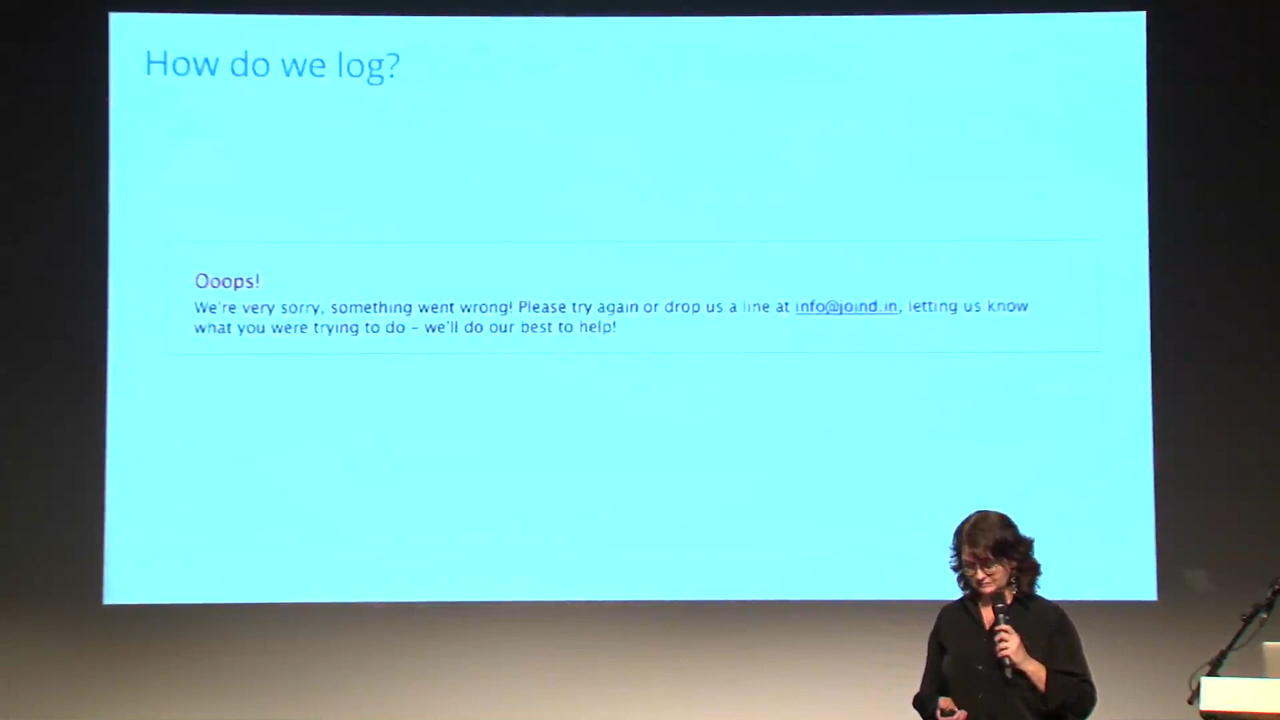 How do we log?
Ooops!
We're very sorry, something went wrong! Please try again or drop us a line at info@joind.in, letting us know
what you were trying to do – we'll do our best to help!